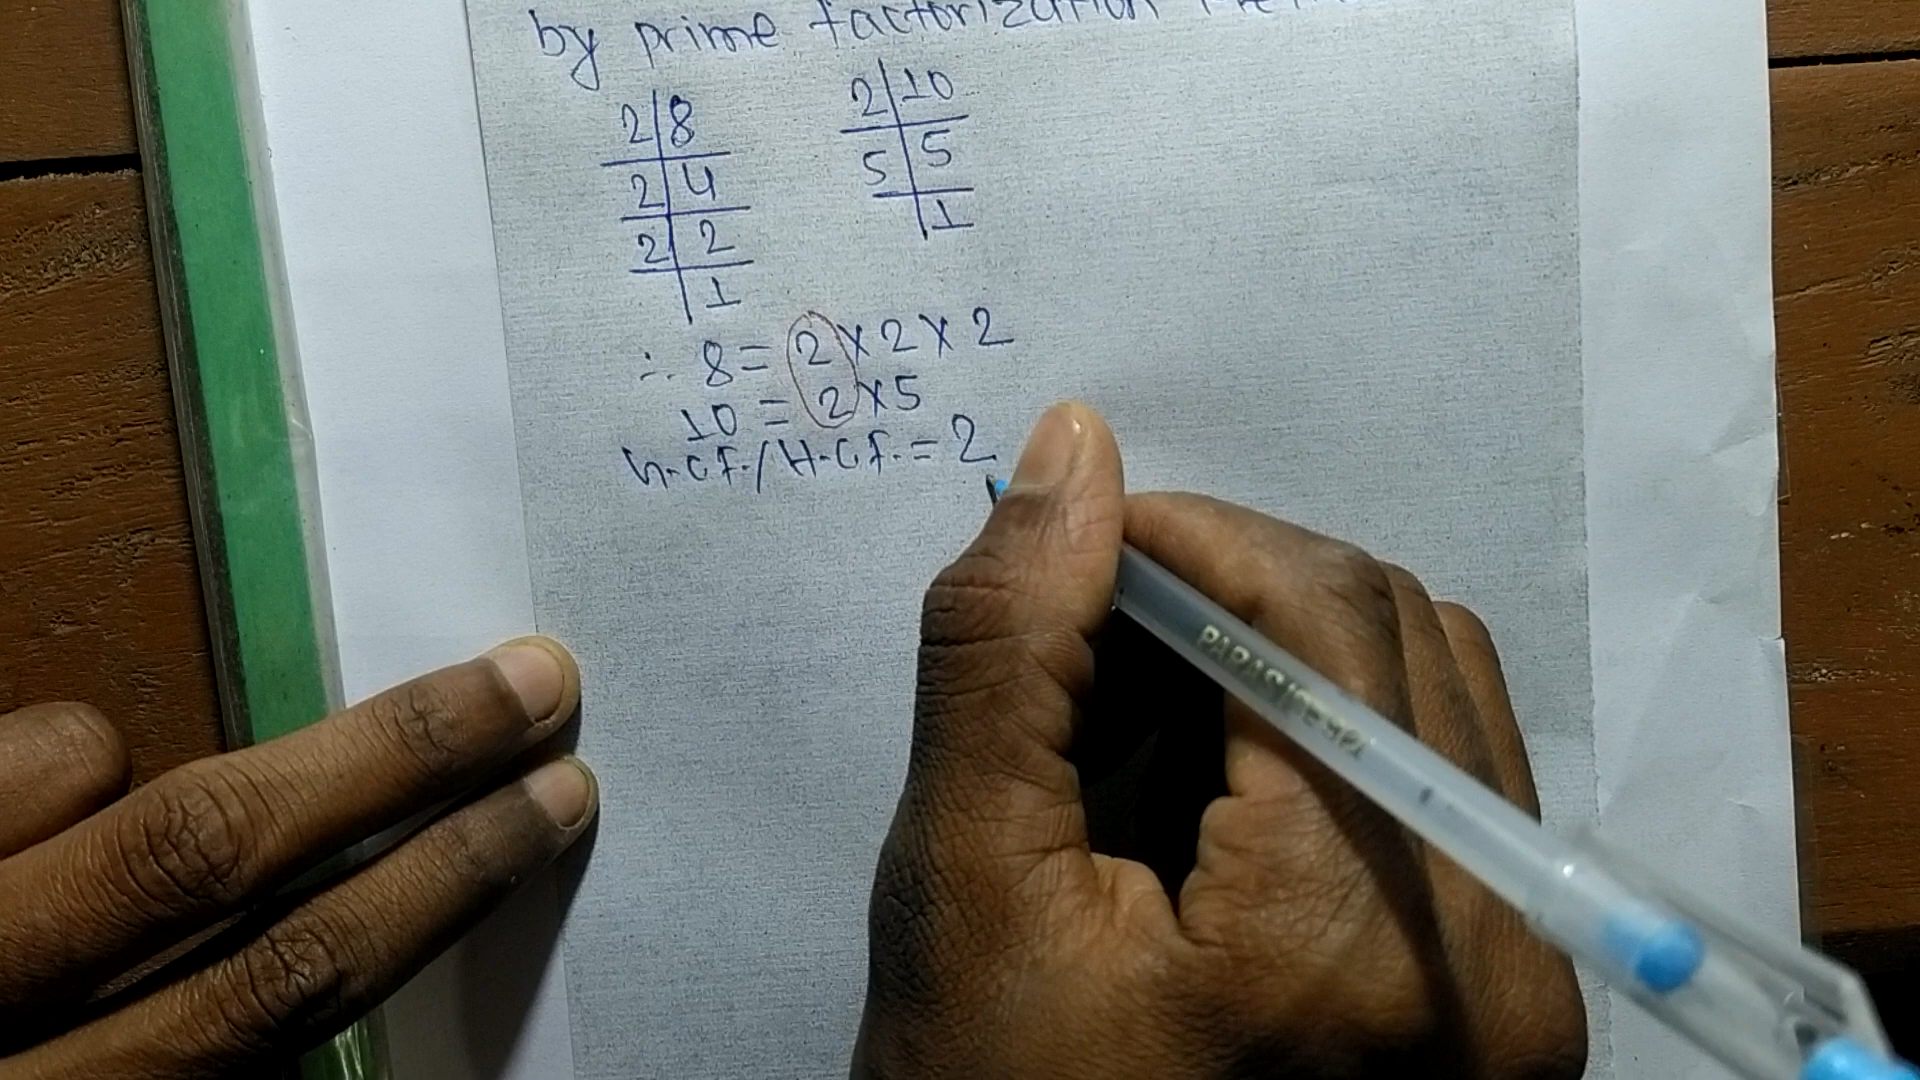 by prime factorization
2 8 2 10
2 4 5 5
2 2 1
1
∴ 8 = 2 × 2 × 2
10 = 2 × 5
H.C.F. = 2